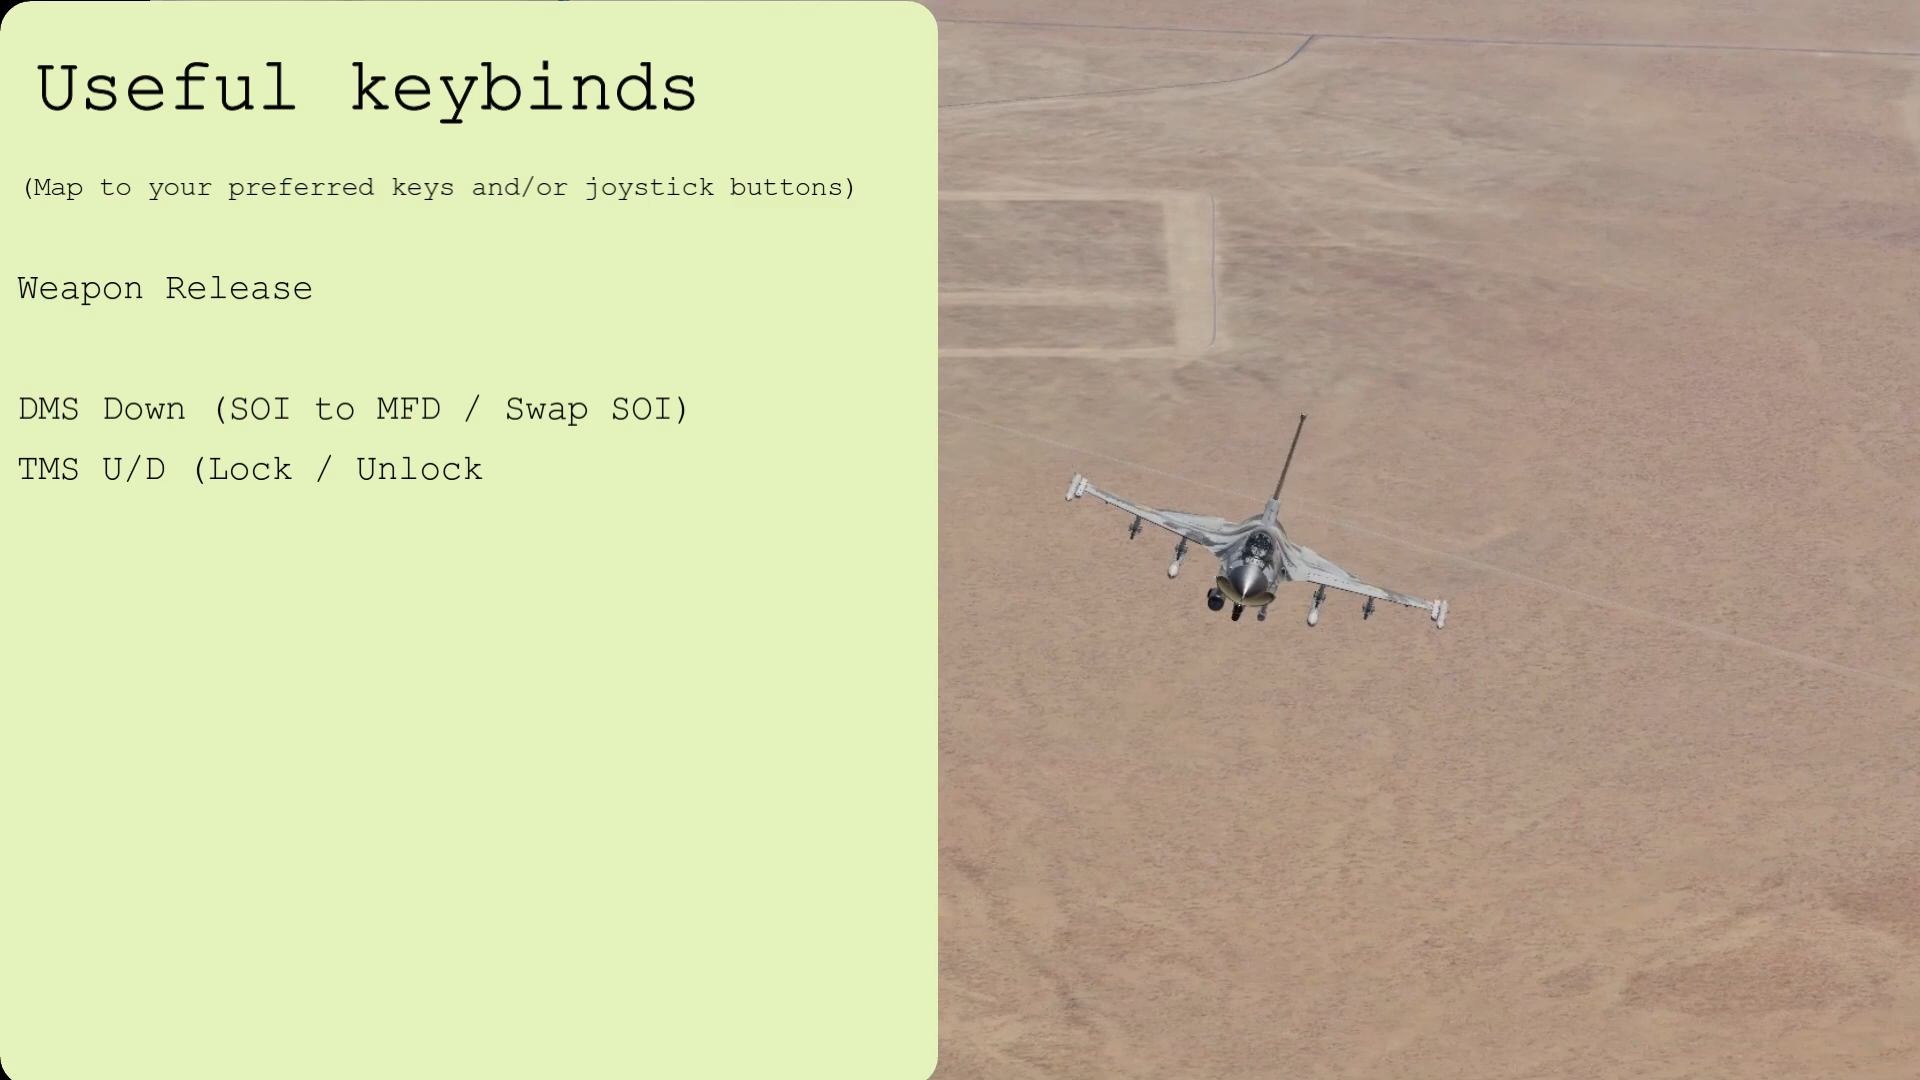 Useful keybinds
(Map to your preferred keys and/or joystick buttons)
Weapon Release
DMS Down (SOI to MFD / Swap SOI)
TMS U/D (Lock / Unlock